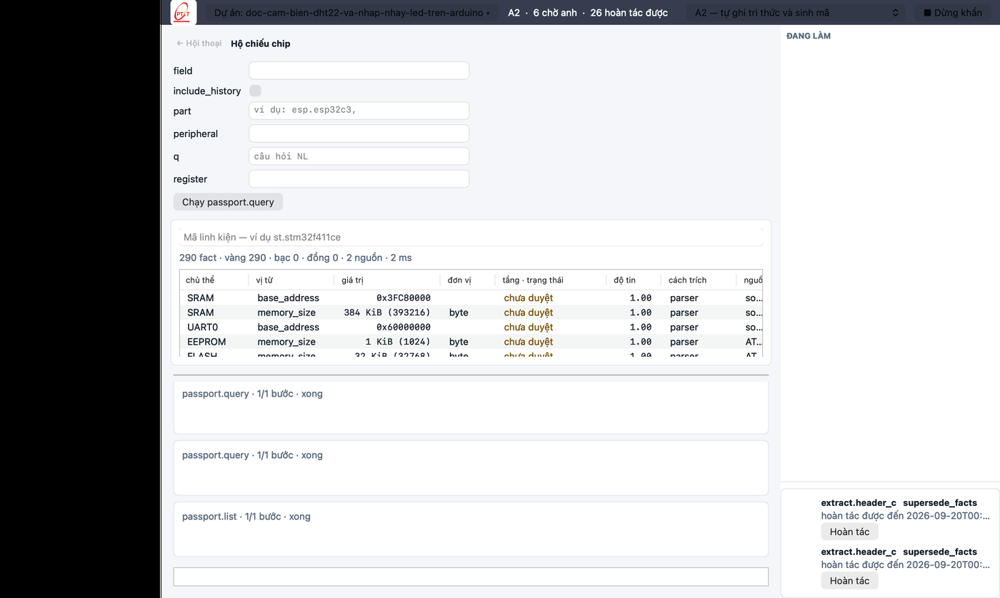 PTIT
Dự án: doc-cam-bien-dht22-va-nhap-nhay-led-tren-arduino
A2 · 6 chờ anh · 26 hoàn tác được
A2 — tự ghi tri thức và sinh mã
Dừng khẩn
← Hội thoại Hộ chiếu chip
field
include_history
part ví dụ: esp.esp32c3,
peripheral
q câu hỏi NL
register
Chạy passport.query
Mã linh kiện — ví dụ st.stm32f411ce
290 fact · vàng 290 · bạc 0 · đồng 0 · 2 nguồn · 2 ms
chủ thể vị từ giá trị đơn vị tầng · trạng thái độ tin cách trích nguồ
SRAM base_address 0x3FC80000 chưa duyệt 1.00 parser so...
SRAM memory_size 384 KiB (393216) byte chưa duyệt 1.00 parser so...
UART0 base_address 0x60000000 chưa duyệt 1.00 parser so...
EEPROM memory_size 1 KiB (1024) byte chưa duyệt 1.00 parser AT...
FLASH memory_size 32 KiB (32768) byte chưa duyệt 1.00 parser AT...
passport.query · 1/1 bước · xong
passport.query · 1/1 bước · xong
passport.list · 1/1 bước · xong
ĐANG LÀM
extract.header_c supersede_facts
hoàn tác được đến 2026-09-20T00:...
Hoàn tác
extract.header_c supersede_facts
hoàn tác được đến 2026-09-20T00:...
Hoàn tác